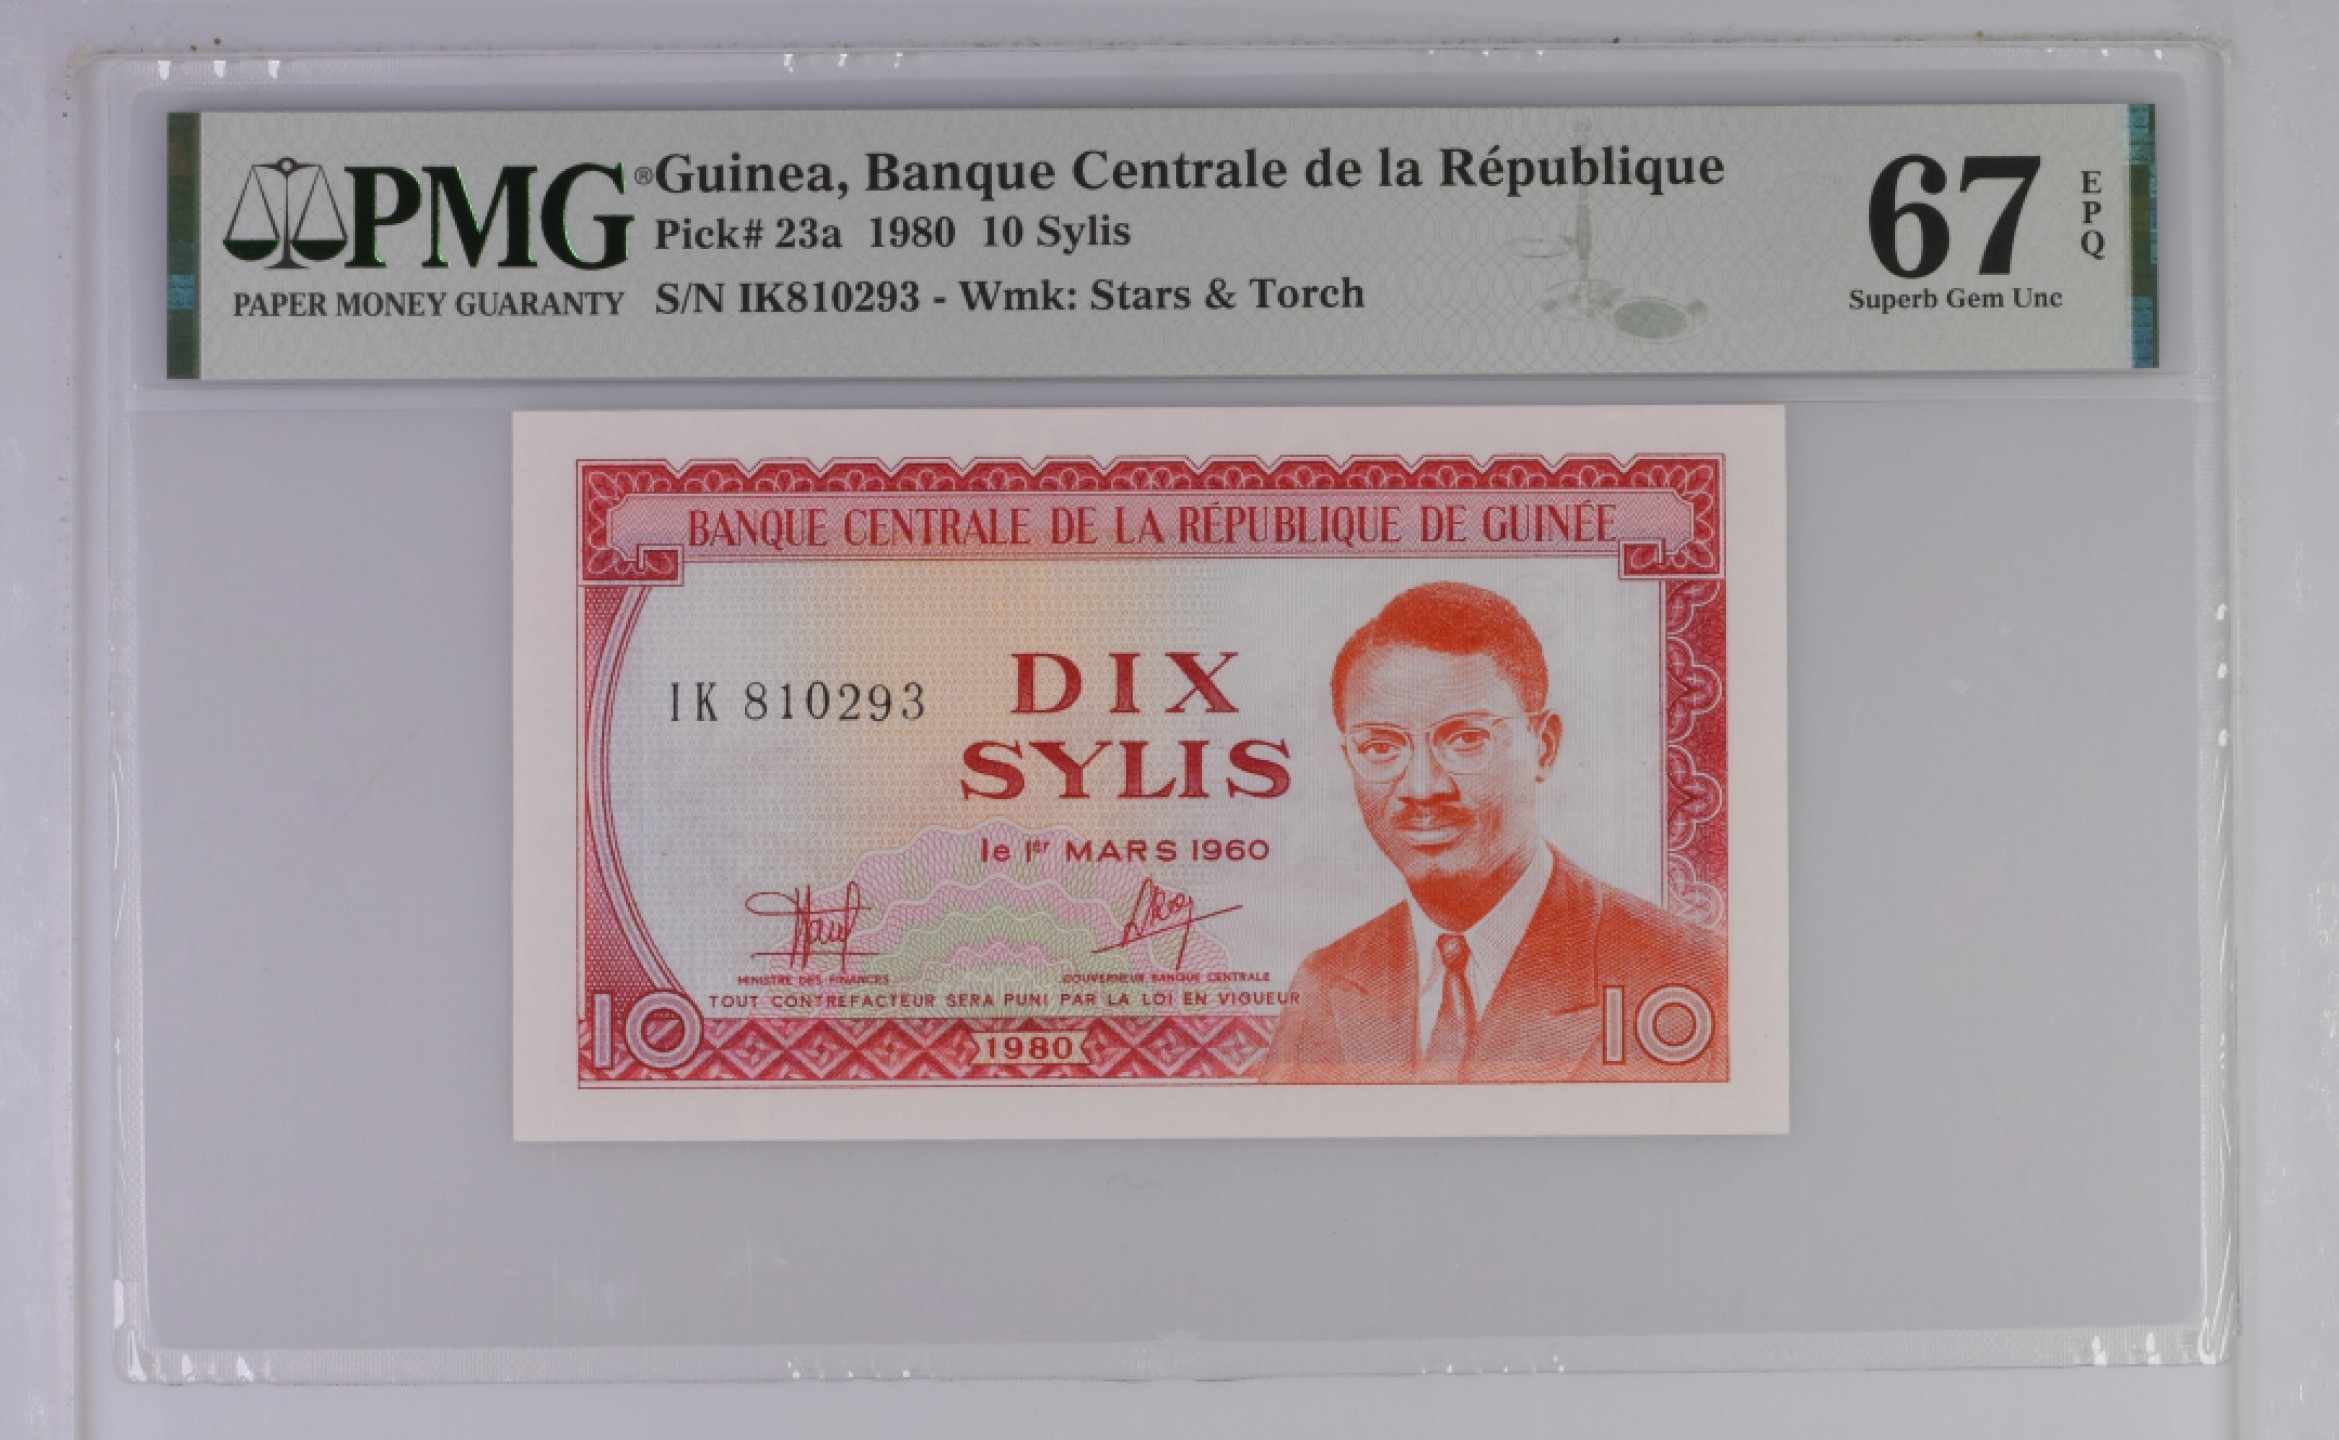 PMG®
PAPER MONEY GUARANTY
Guinea, Banque Centrale de la République
Pick# 23a 1980 10 Sylis
S/N IK810293 - Wmk: Stars & Torch
67
EPQ
Superb Gem Unc
BANQUE CENTRALE DE LA RÉPUBLIQUE DE GUINÉE
IK 810293
DIX
SYLIS
le 1er MARS 1960
MINISTRE DES FINANCES
GOUVERNEUR BANQUE CENTRALE
TOUT CONTREFACTEUR SERA PUNI PAR LA LOI EN VIGUEUR
10
1980
10